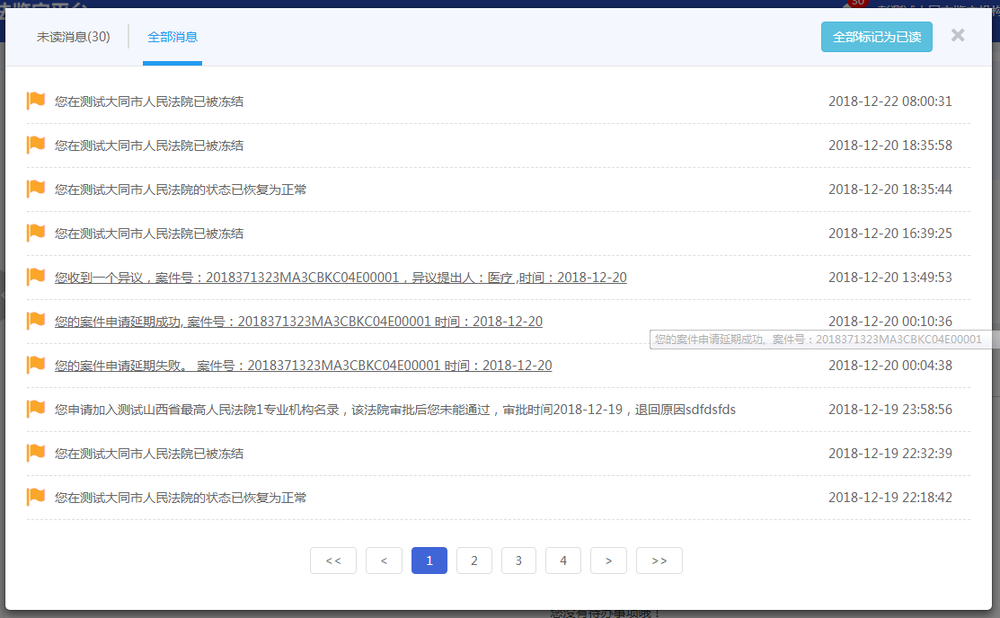 30
未读消息(30)
全部消息
全部标记为已读
×
您在测试大同市人民法院已被冻结 2018-12-22 08:00:31
您在测试大同市人民法院已被冻结 2018-12-20 18:35:58
您在测试大同市人民法院的状态已恢复为正常 2018-12-20 18:35:44
您在测试大同市人民法院已被冻结 2018-12-20 16:39:25
您收到一个异议，案件号：2018371323MA3CBKC04E00001，异议提出人：医疗 ,时间：2018-12-20 2018-12-20 13:49:53
您的案件申请延期成功, 案件号：2018371323MA3CBKC04E00001 时间：2018-12-20 2018-12-20 00:10:36
您的案件申请延期成功, 案件号：2018371323MA3CBKC04E00001
您的案件申请延期失败。 案件号：2018371323MA3CBKC04E00001 时间：2018-12-20 2018-12-20 00:04:38
您申请加入测试山西省最高人民法院1专业机构名录，该法院审批后您未能通过，审批时间2018-12-19，退回原因sdfdsfds 2018-12-19 23:58:56
您在测试大同市人民法院已被冻结 2018-12-19 22:32:39
您在测试大同市人民法院的状态已恢复为正常 2018-12-19 22:18:42
<< < 1 2 3 4 > >>
您没有待办事项哦！